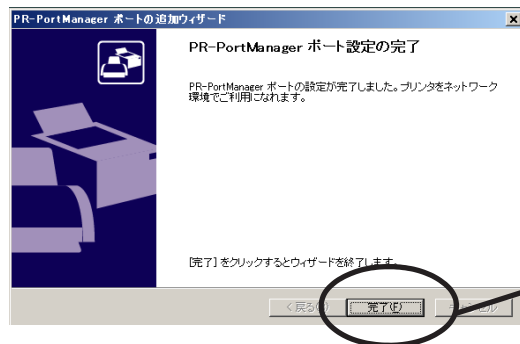 PR-PortManager ポートの追加ウィザード
PR-PortManager ポート設定の完了
PR-PortManager ポートの設定が完了しました。プリンタをネットワーク
環境でご利用になれます。
[完了] をクリックするとウィザードを終了します。
< 戻る 完了(F)